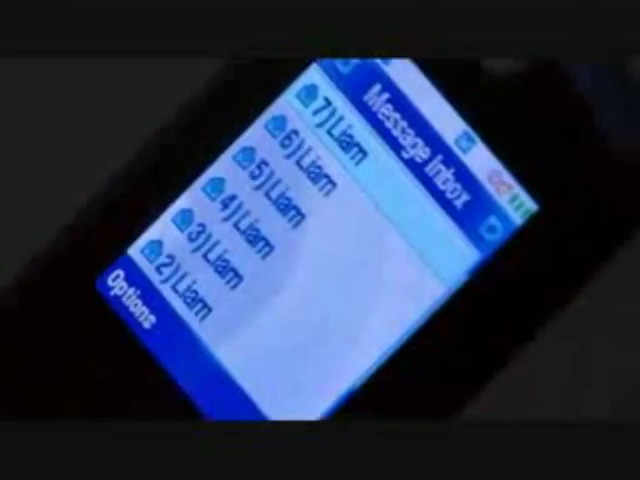 Message Inbox
7) Liam
6) Liam
5) Liam
4) Liam
3) Liam
2) Liam
Options